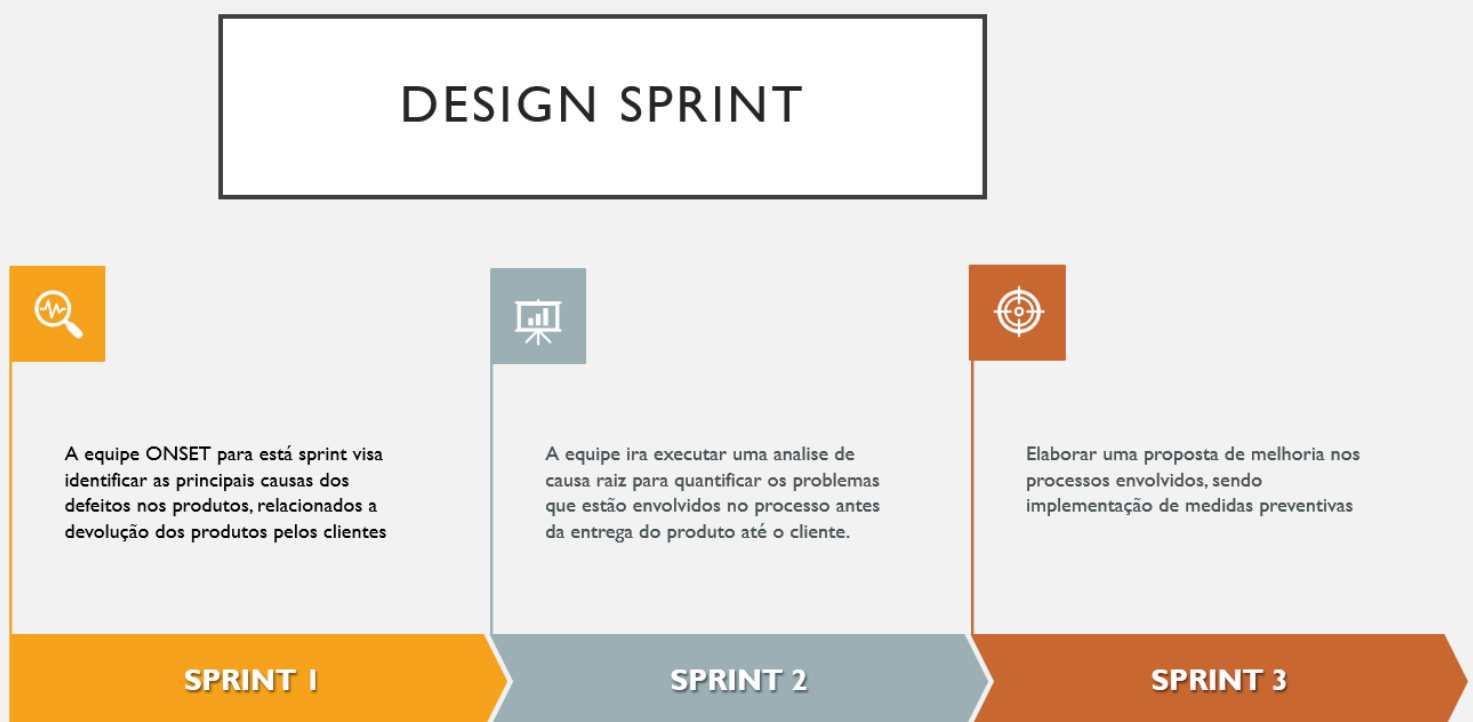 DESIGN SPRINT
A equipe ONSET para está sprint visa
identificar as principais causas dos
defeitos nos produtos, relacionados a
devolução dos produtos pelos clientes
A equipe ira executar uma analise de
causa raiz para quantificar os problemas
que estão envolvidos no processo antes
da entrega do produto até o cliente.
Elaborar uma proposta de melhoria nos
processos envolvidos, sendo
implementação de medidas preventivas
SPRINT 1
SPRINT 2
SPRINT 3